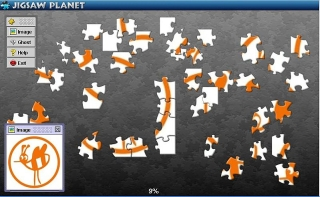 JIGSAW PLANET
Image
Ghost
Help
Exit
Image
9%